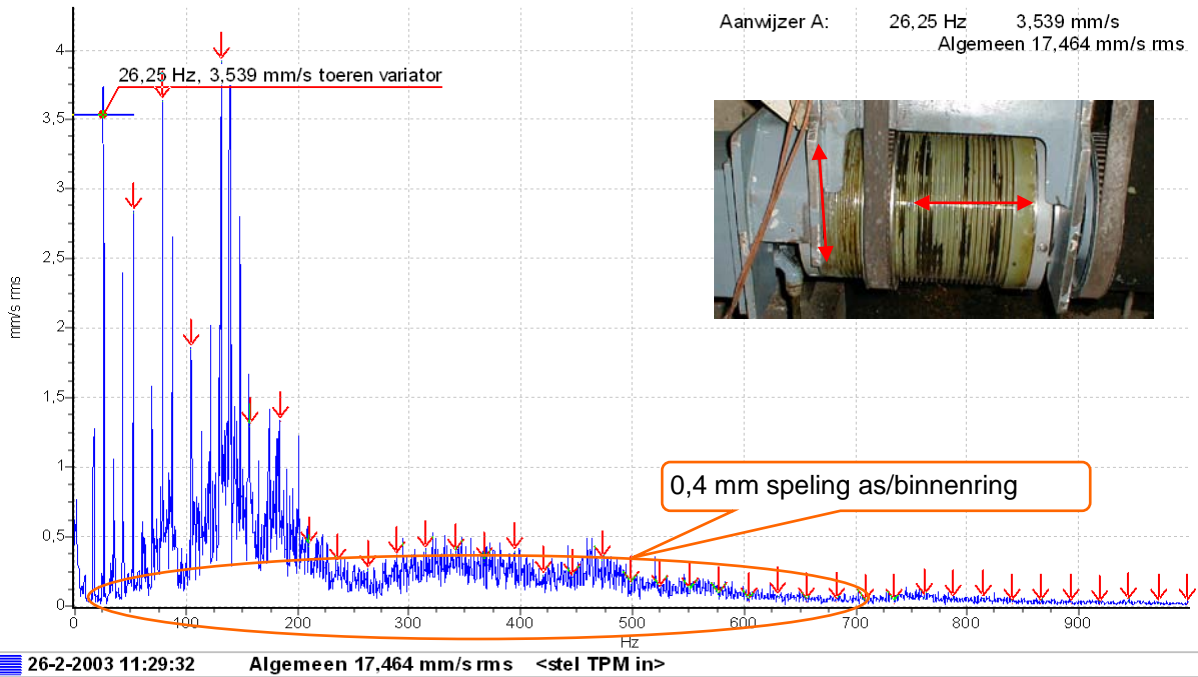 Aanwijzer A: 26,25 Hz 3,539 mm/s
Algemeen 17,464 mm/s rms
26,25 Hz, 3,539 mm/s toeren variator
4
3,5
3
2,5
2
1,5
1
0,5
0
mm/s rms
0,4 mm speling as/binnenring
0 100 200 300 400 500 600 700 800 900
Hz
26-2-2003 11:29:32 Algemeen 17,464 mm/s rms <stel TPM in>